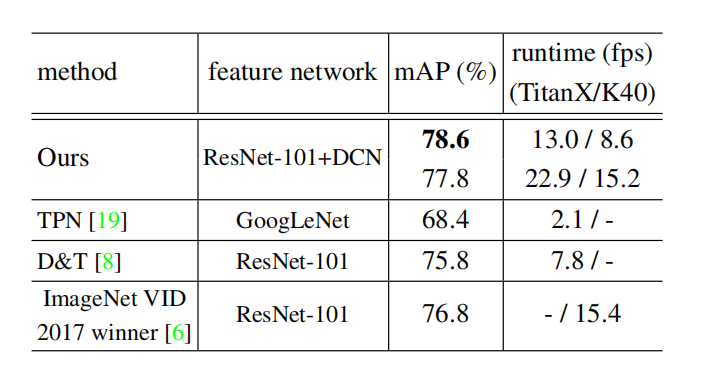 method feature network mAP (%) runtime (fps) (TitanX/K40)
Ours ResNet-101+DCN 78.6 13.0 / 8.6
77.8 22.9 / 15.2
TPN [19] GoogLeNet 68.4 2.1 / -
D&T [8] ResNet-101 75.8 7.8 / -
ImageNet VID 2017 winner [6] ResNet-101 76.8 - / 15.4